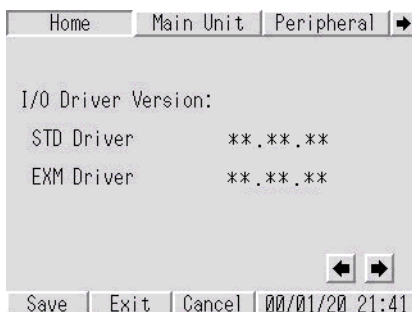 Home Main Unit Peripheral
I/O Driver Version:
STD Driver **.**.**
EXM Driver **.**.**
Save Exit Cancel 00/01/20 21:41